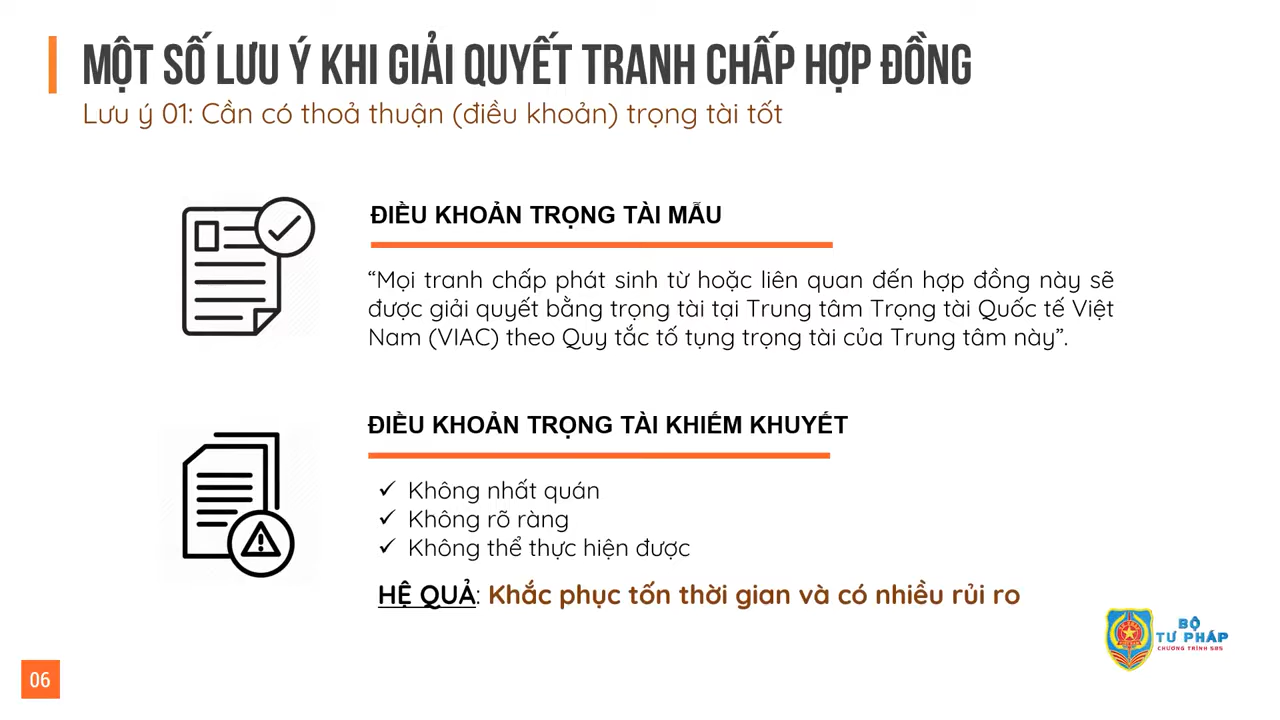 MỘT SỐ LƯU Ý KHI GIẢI QUYẾT TRANH CHẤP HỢP ĐỒNG
Lưu ý 01: Cần có thoả thuận (điều khoản) trọng tài tốt
ĐIỀU KHOẢN TRỌNG TÀI MẪU
“Mọi tranh chấp phát sinh từ hoặc liên quan đến hợp đồng này sẽ
được giải quyết bằng trọng tài tại Trung tâm Trọng tài Quốc tế Việt
Nam (VIAC) theo Quy tắc tố tụng trọng tài của Trung tâm này”.
ĐIỀU KHOẢN TRỌNG TÀI KHIẾM KHUYẾT
✓ Không nhất quán
✓ Không rõ ràng
✓ Không thể thực hiện được
HỆ QUẢ: Khắc phục tốn thời gian và có nhiều rủi ro
BỘ
TƯ PHÁP
CHƯƠNG TRÌNH 585
06